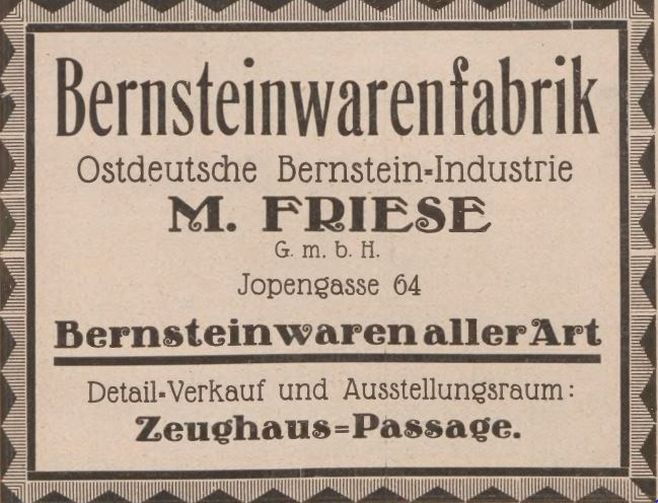 Bernsteinwarenfabrik
Ostdeutsche Bernstein-Industrie
M. FRIESE
G. m. b. H.
Jopengasse 64
Bernsteinwaren aller Art
Detail-Verkauf und Ausstellungsraum:
Zeughaus=Passage.